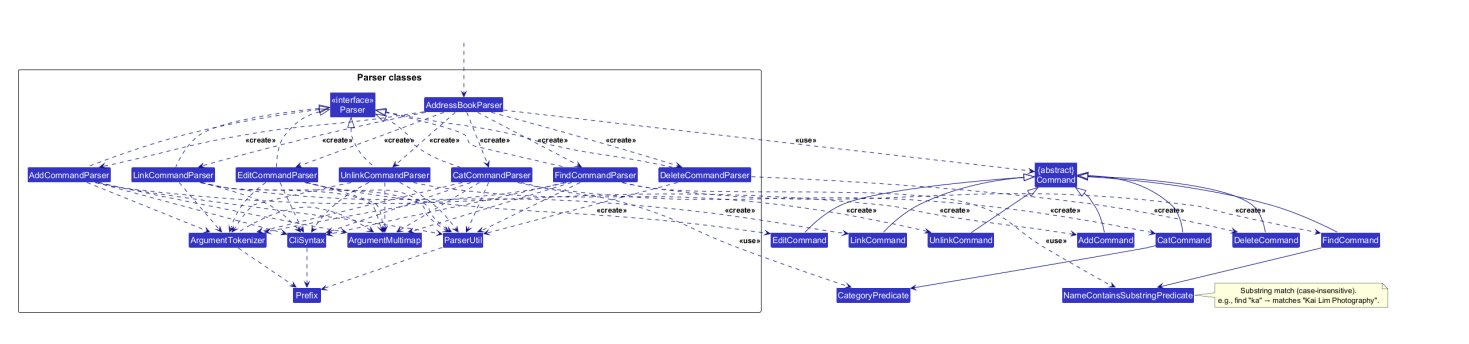 Parser classes
«interface»
Parser
AddressBookParser
«create»
«create»
«create»
«create»
«create»
«create»
«use»
AddCommandParser
LinkCommandParser
EditCommandParser
UnlinkCommandParser
CatCommandParser
FindCommandParser
DeleteCommandParser
{abstract}
Command
«create»
«create»
«create»
«create»
«create»
«create»
«create»
«use»
«use»
ArgumentTokenizer
CliSyntax
ArgumentMultimap
ParserUtil
EditCommand
LinkCommand
UnlinkCommand
AddCommand
CatCommand
DeleteCommand
FindCommand
Prefix
CategoryPredicate
NameContainsSubstringPredicate
Substring match (case-insensitive).
e.g., find "ka" → matches "Kai Lim Photography".